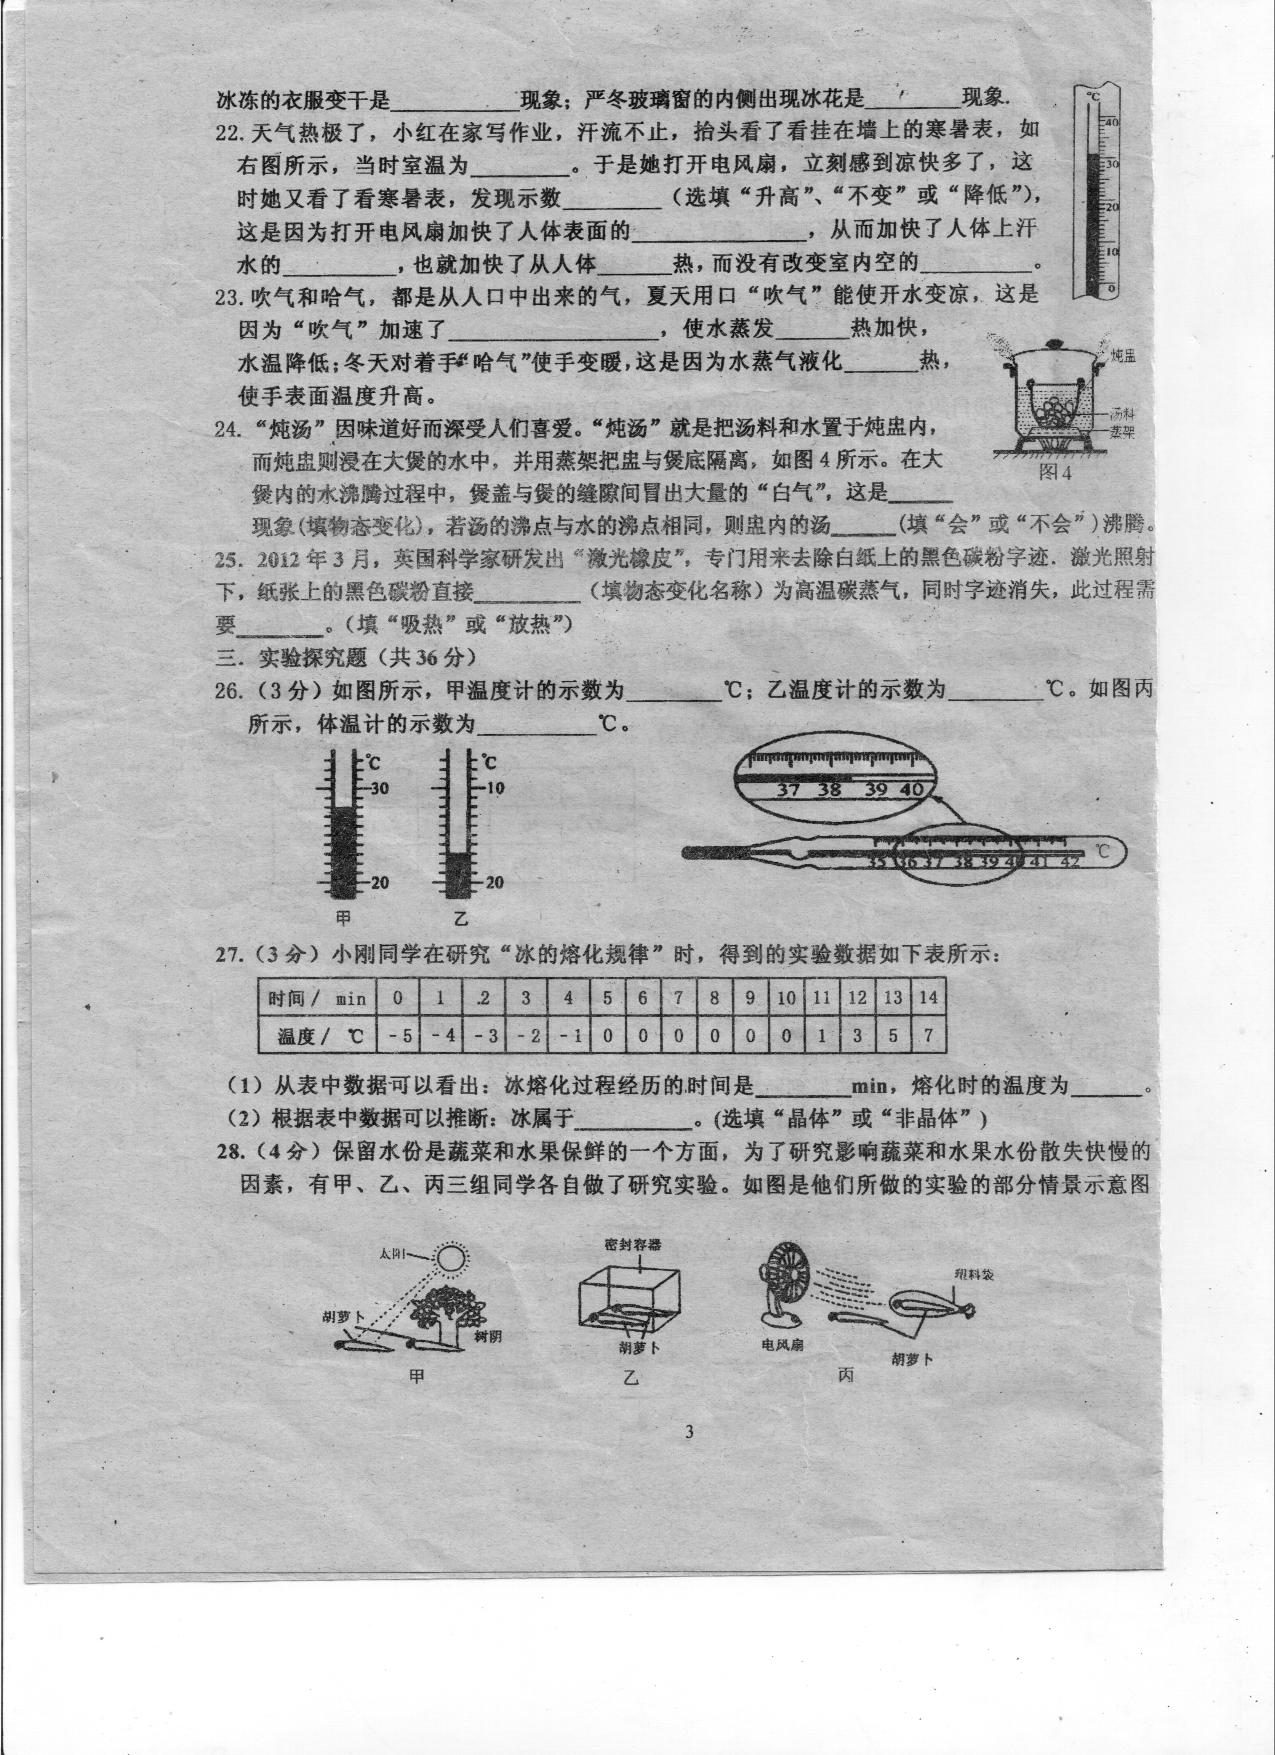 冰冻的衣服变干是____________现象；严冬玻璃窗的内侧出现冰花是_________现象.
22.天气热极了，小红在家写作业，汗流不止，抬头看了看挂在墙上的寒暑表，如
右图所示，当时室温为_________。于是她打开电风扇，立刻感到凉快多了，这
时她又看了看寒暑表，发现示数_________（选填“升高”、“不变”或“降低”），
这是因为打开电风扇加快了人体表面的________________，从而加快了人体上汗
水的__________，也就加快了从人体_______热，而没有改变室内空的__________。
23.吹气和哈气，都是从人口中出来的气，夏天用口“吹气”能使开水变凉，这是
因为“吹气”加速了___________________，使水蒸发_______热加快，
水温降低；冬天对着手“哈气”使手变暖，这是因为水蒸气液化_______热，
使手表面温度升高。
24.“炖汤”因味道好而深受人们喜爱。“炖汤”就是把汤料和水置于炖盅内，
而炖盅则浸在大煲的水中，并用蒸架把盅与煲底隔离，如图4所示。在大
煲内的水沸腾过程中，煲盖与煲的缝隙间冒出大量的“白气”，这是______
现象(填物态变化)，若汤的沸点与水的沸点相同，则盅内的汤______(填“会”或“不会”)沸腾。
25．2012年3月，英国科学家研发出“激光橡皮”，专门用来去除白纸上的黑色碳粉字迹．激光照射
下，纸张上的黑色碳粉直接__________（填物态变化名称）为高温碳蒸气，同时字迹消失，此过程需
要________。（填“吸热”或“放热”）
℃
40
30
20
10
0
炖盅
汤料
蒸架
图4
三．实验探究题（共36分）
26.（3分）如图所示，甲温度计的示数为_________℃；乙温度计的示数为_________℃。如图丙
所示，体温计的示数为___________℃。
℃
30
20
甲
℃
10
20
乙
37 38 39 40
35 36 37 38 39 40 41 42 ℃
27.（3分）小刚同学在研究“冰的熔化规律”时，得到的实验数据如下表所示：
时间/ min 0 1 2 3 4 5 6 7 8 9 10 11 12 13 14
温度/ ℃ -5 -4 -3 -2 -1 0 0 0 0 0 0 1 3 5 7
（1）从表中数据可以看出：冰熔化过程经历的时间是_________min，熔化时的温度为_______。
（2）根据表中数据可以推断：冰属于___________。(选填“晶体”或“非晶体”)
28.（4分）保留水份是蔬菜和水果保鲜的一个方面，为了研究影响蔬菜和水果水份散失快慢的
因素，有甲、乙、丙三组同学各自做了研究实验。如图是他们所做的实验的部分情景示意图
太阳
胡萝卜
树阴
甲
密封容器
胡萝卜
乙
电风扇
塑料袋
胡萝卜
丙
3